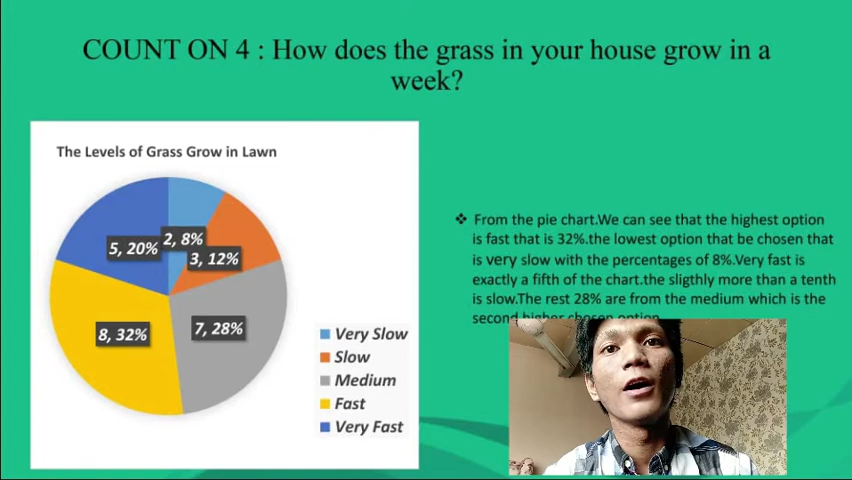 COUNT ON 4 : How does the grass in your house grow in a
week?
The Levels of Grass Grow in Lawn
5, 20%
2, 8%
3, 12%
8, 32%
7, 28%
Very Slow
Slow
Medium
Fast
Very Fast
From the pie chart.We can see that the highest option
is fast that is 32%.the lowest option that be chosen that
is very slow with the percentages of 8%.Very fast is
exactly a fifth of the chart.the sligthly more than a tenth
is slow.The rest 28% are from the medium which is the
second higher chosen option